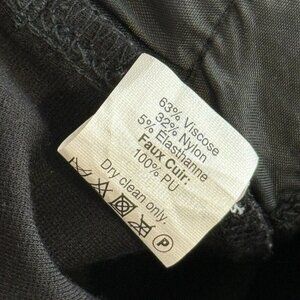 63% Viscose
32% Nylon
5% Elasthanne
Faux Cuir:
100% PU
Dry clean only.
P